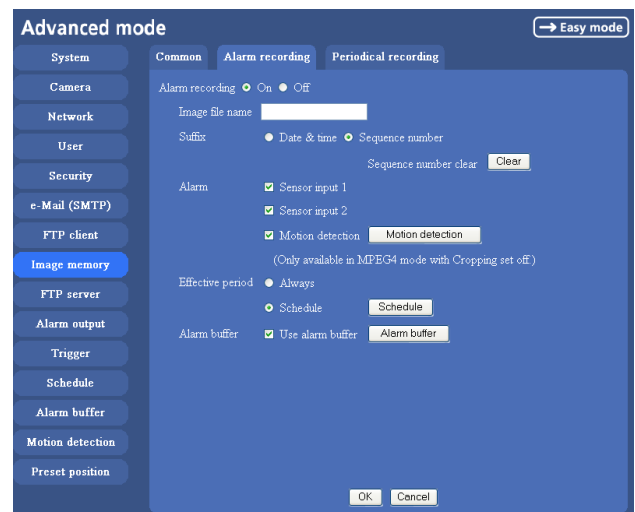 Advanced mode
→ Easy mode
System
Camera
Network
User
Security
e-Mail (SMTP)
FTP client
Image memory
FTP server
Alarm output
Trigger
Schedule
Alarm buffer
Motion detection
Preset position
Common Alarm recording Periodical recording
Alarm recording On Off
Image file name
Suffix Date & time Sequence number
Sequence number clear Clear
Alarm Sensor input 1
Sensor input 2
Motion detection Motion detection
(Only available in MPEG4 mode with Cropping set off.)
Effective period Always
Schedule Schedule
Alarm buffer Use alarm buffer Alarm buffer
OK Cancel